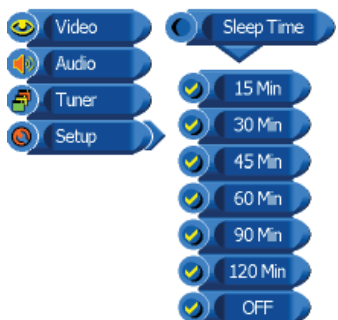 Video
Audio
Tuner
Setup
Sleep Time
15 Min
30 Min
45 Min
60 Min
90 Min
120 Min
OFF